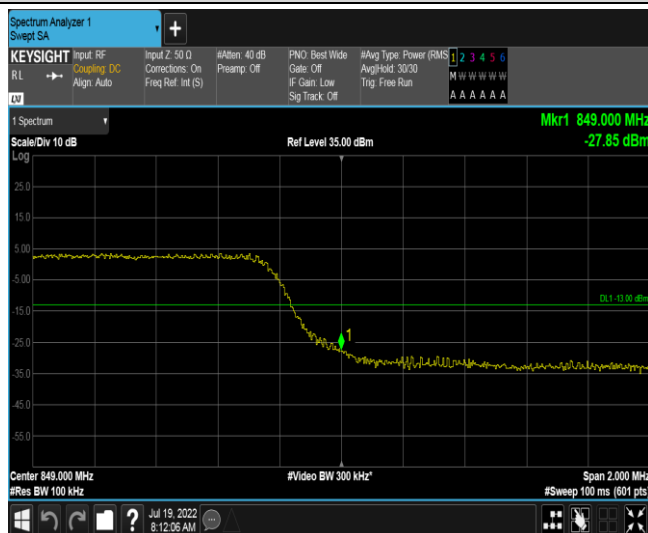 Spectrum Analyzer 1
Swept SA
+
KEYSIGHT
RL
Input: RF
Coupling: DC
Align: Auto
Input Z: 50 Ω
Corrections: On
Freq Ref: Int (S)
#Atten: 40 dB
Preamp: Off
PNO: Best Wide
Gate: Off
IF Gain: Low
Sig Track: Off
#Avg Type: Power (RMS
Avg|Hold: 30/30
Trig: Free Run
1 2 3 4 5 6
M W W W W W
A A A A A A
LXI
1 Spectrum
Mkr1 849.000 MHz
Scale/Div 10 dB
Ref Level 35.00 dBm
-27.85 dBm
Log
25.0
15.0
5.00
-5.00
DL1 -13.00 dBm
-15.0
1
-25.0
-35.0
-45.0
-55.0
Center 849.000 MHz
#Video BW 300 kHz*
Span 2.000 MHz
#Res BW 100 kHz
#Sweep 100 ms (601 pts)
?
Jul 19, 2022
8:12:06 AM